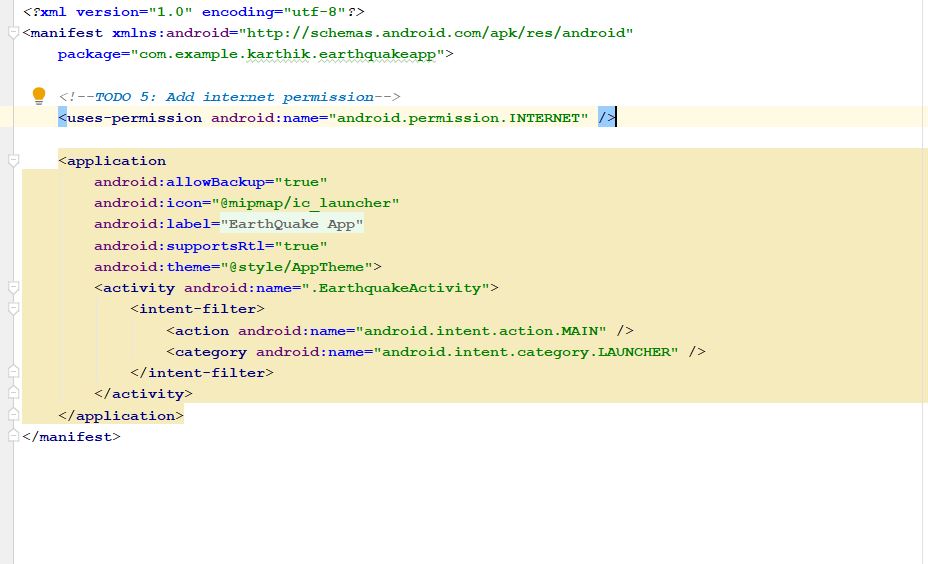 <?xml version="1.0" encoding="utf-8"?>
<manifest xmlns:android="http://schemas.android.com/apk/res/android"
    package="com.example.karthik.earthquakeapp">

    <!--TODO 5: Add internet permission-->
    <uses-permission android:name="android.permission.INTERNET" />

    <application
        android:allowBackup="true"
        android:icon="@mipmap/ic_launcher"
        android:label="EarthQuake App"
        android:supportsRtl="true"
        android:theme="@style/AppTheme">
        <activity android:name=".EarthquakeActivity">
            <intent-filter>
                <action android:name="android.intent.action.MAIN" />
                <category android:name="android.intent.category.LAUNCHER" />
            </intent-filter>
        </activity>
    </application>
</manifest>